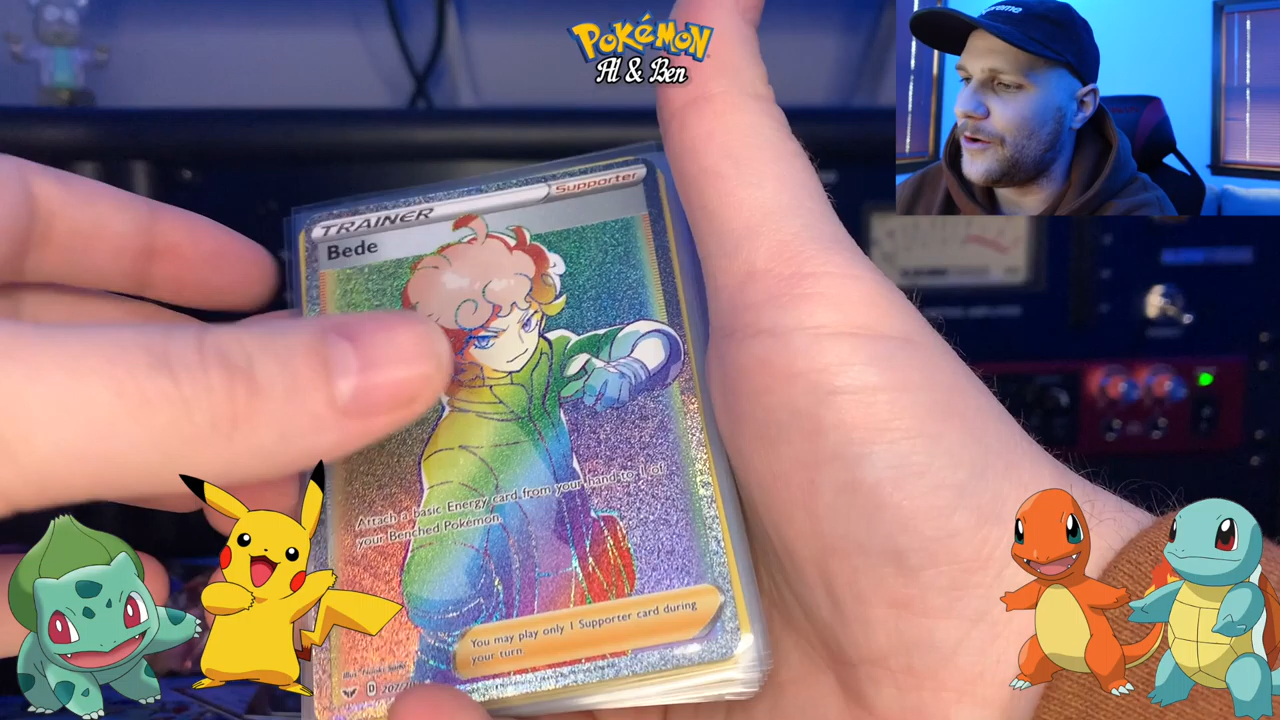 POKéMON
Al & Ben
TRAINER
Supporter
Bede
Attach a basic Energy card from your hand to 1 of
your Benched Pokémon.
You may play only 1 Supporter card during
your turn.
D